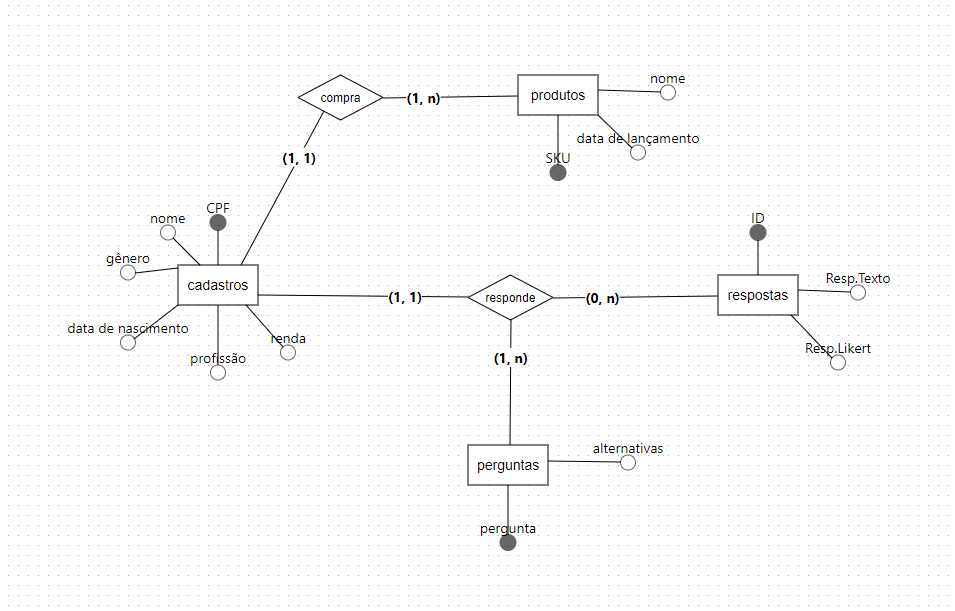 nome
compra
(1, n)
produtos
data de lançamento
(1, 1)
SKU
CPF
nome
ID
gênero
Resp.Texto
cadastros
(1, 1)
responde
(0, n)
respostas
data de nascimento
renda
profissão
(1, n)
Resp.Likert
alternativas
perguntas
pergunta